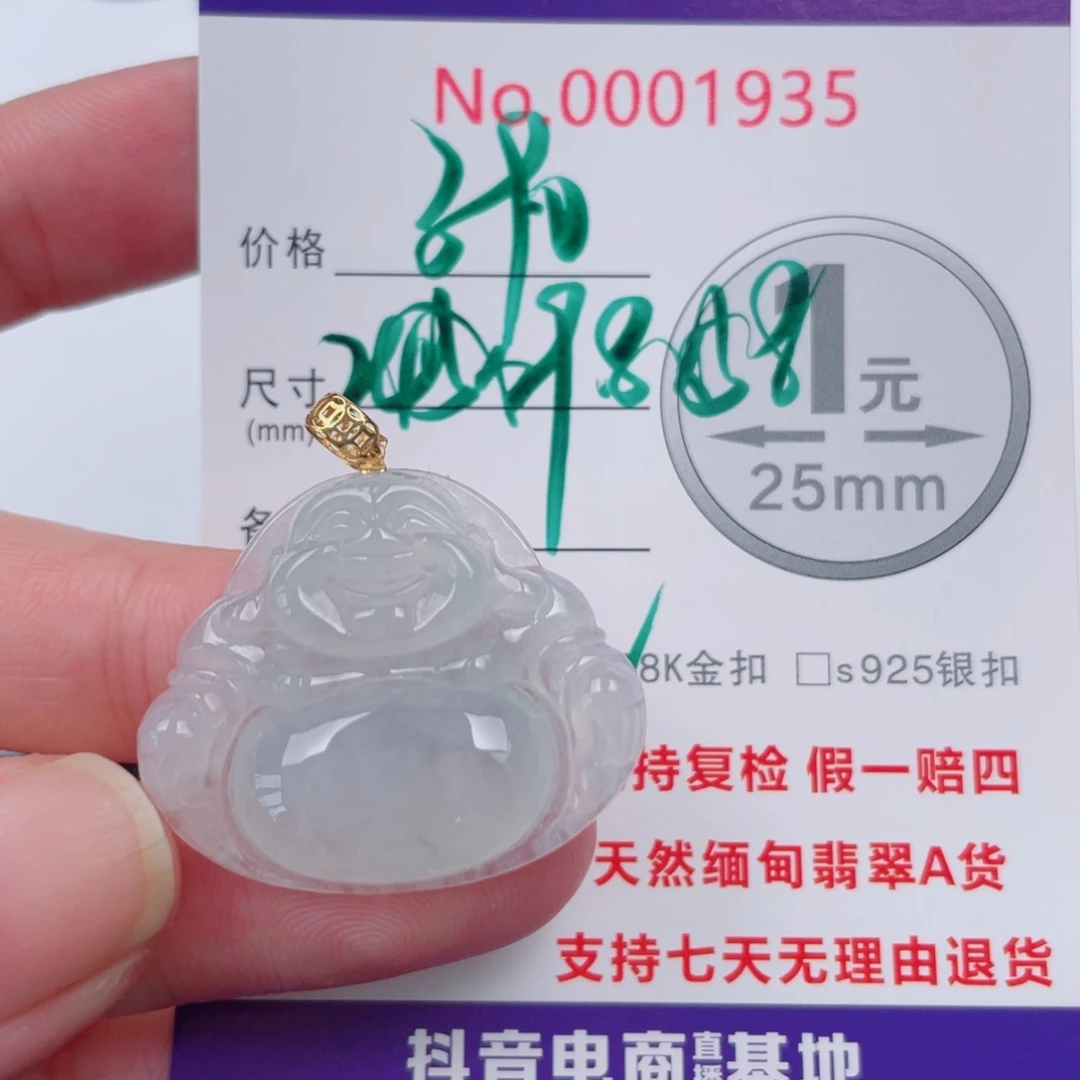 No.0001935
价格
尺寸
(mm)
1元
25mm
8K金扣 □s925银扣
持复检 假一赔四
天然缅甸翡翠A货
支持七天无理由退货
抖音电商直播基地